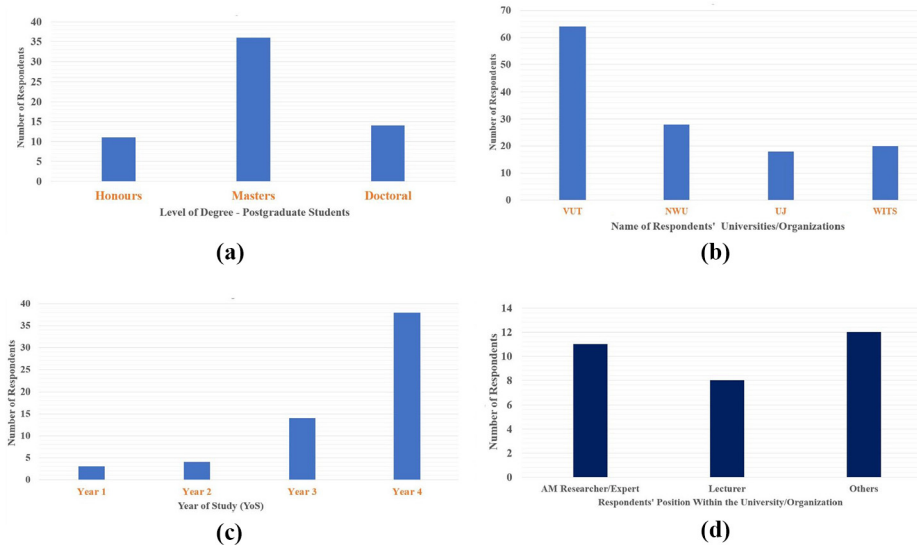 40
35
30
25
20
15
10
5
0
Number of Respondents
Honours Masters Doctoral
Level of Degree - Postgraduate Students
(a)
70
60
50
40
30
20
10
0
Number of Respondents
VUT NWU UJ WITS
Name of Respondents' Universities/Organizations
(b)
40
35
30
25
20
15
10
5
0
Number of Respondents
Year 1 Year 2 Year 3 Year 4
Year of Study (YoS)
(c)
14
12
10
8
6
4
2
0
Number of Respondents
AM Researcher/Expert Lecturer Others
Respondents' Position Within the University/Organization
(d)